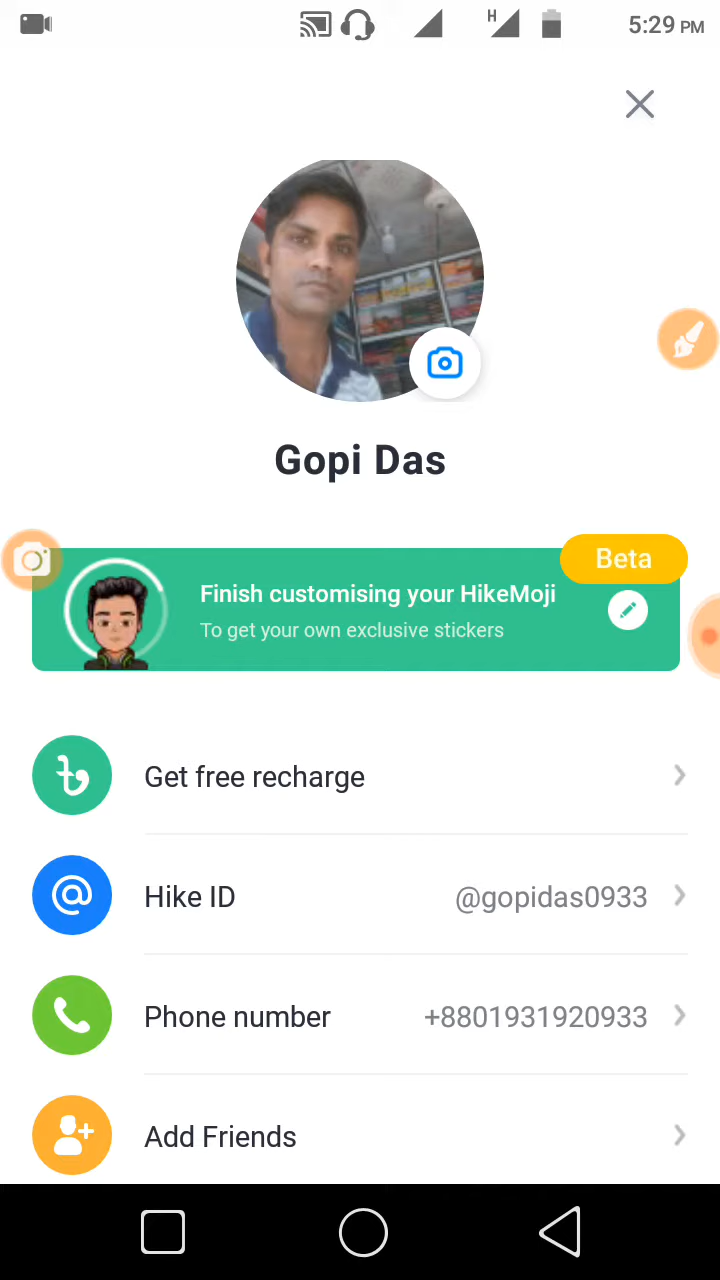 H 5:29 PM
Gopi Das
Beta
Finish customising your HikeMoji
To get your own exclusive stickers
৳ Get free recharge
@ Hike ID @gopidas0933
Phone number +8801931920933
Add Friends